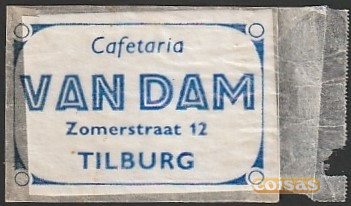 Cafetaria
VAN DAM
Zomerstraat 12
TILBURG
coisas